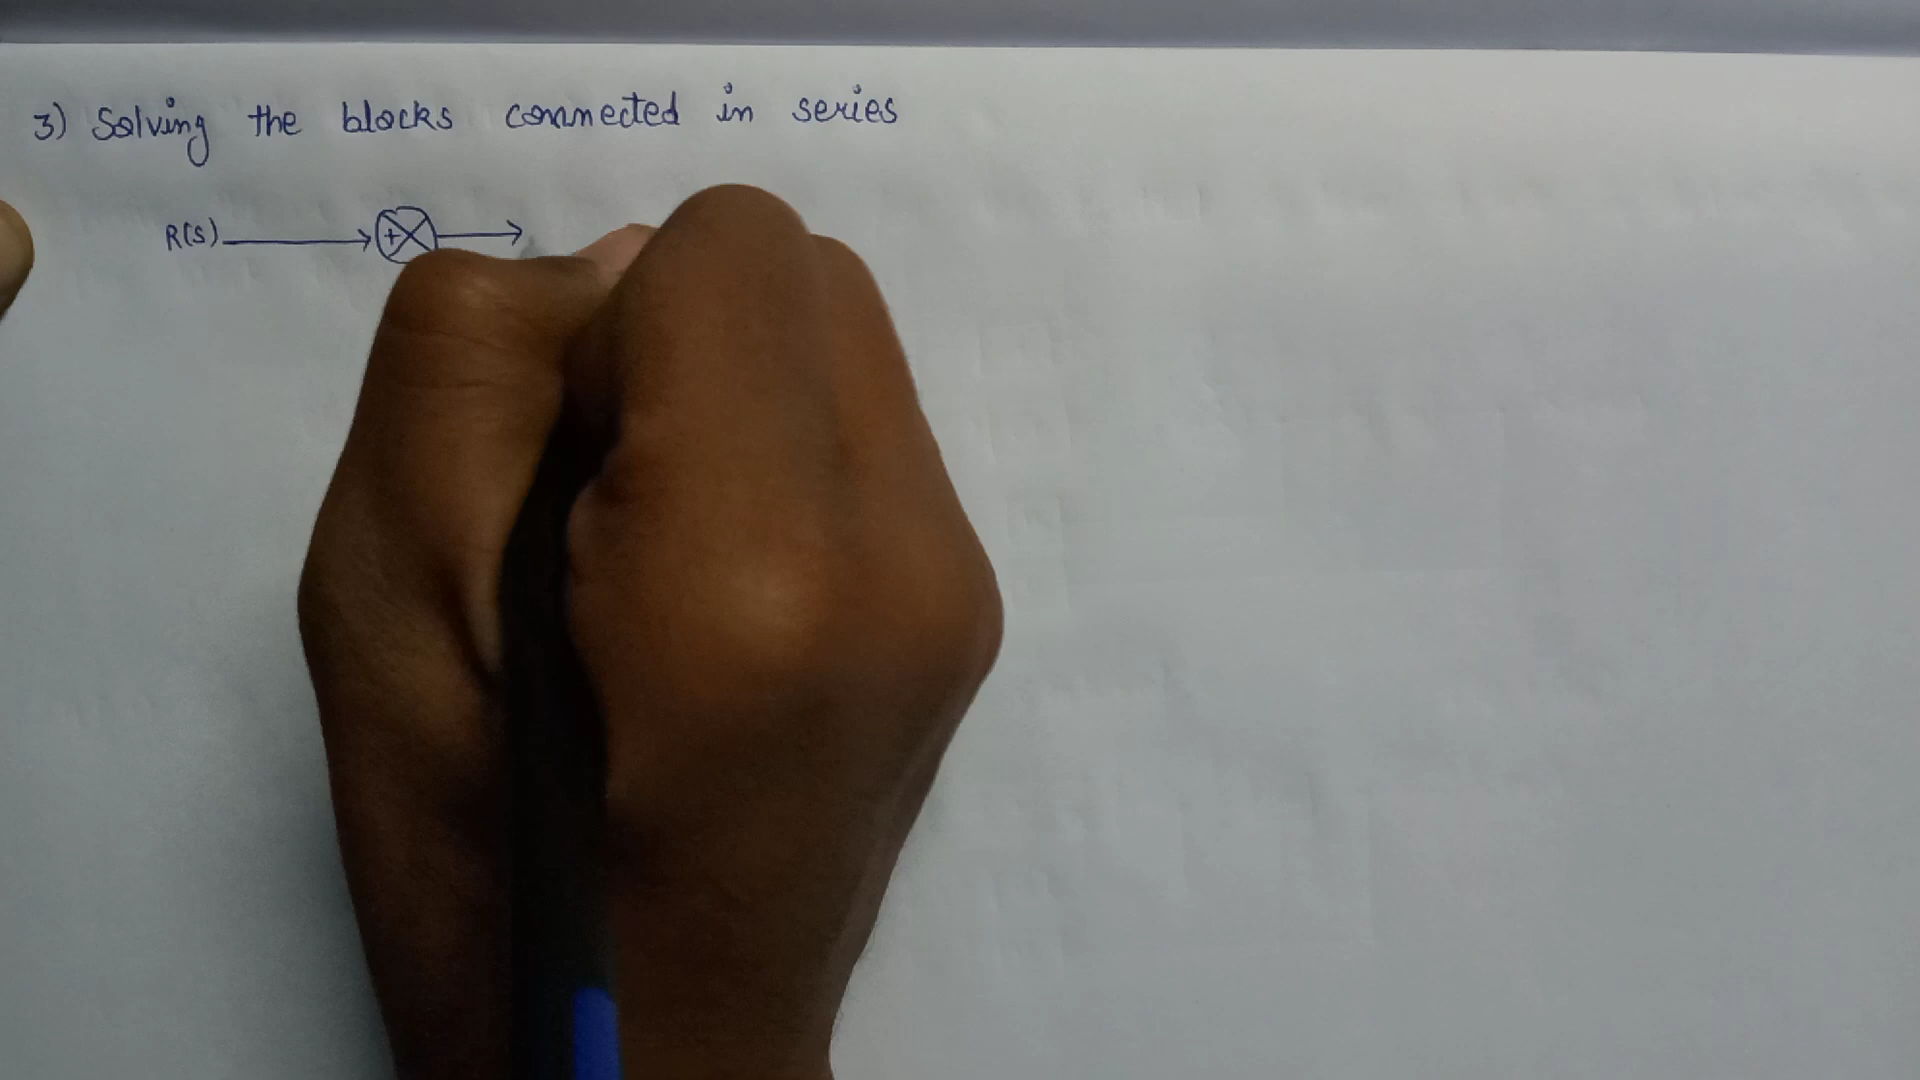 3) Solving the blocks connected in series
R(s) +